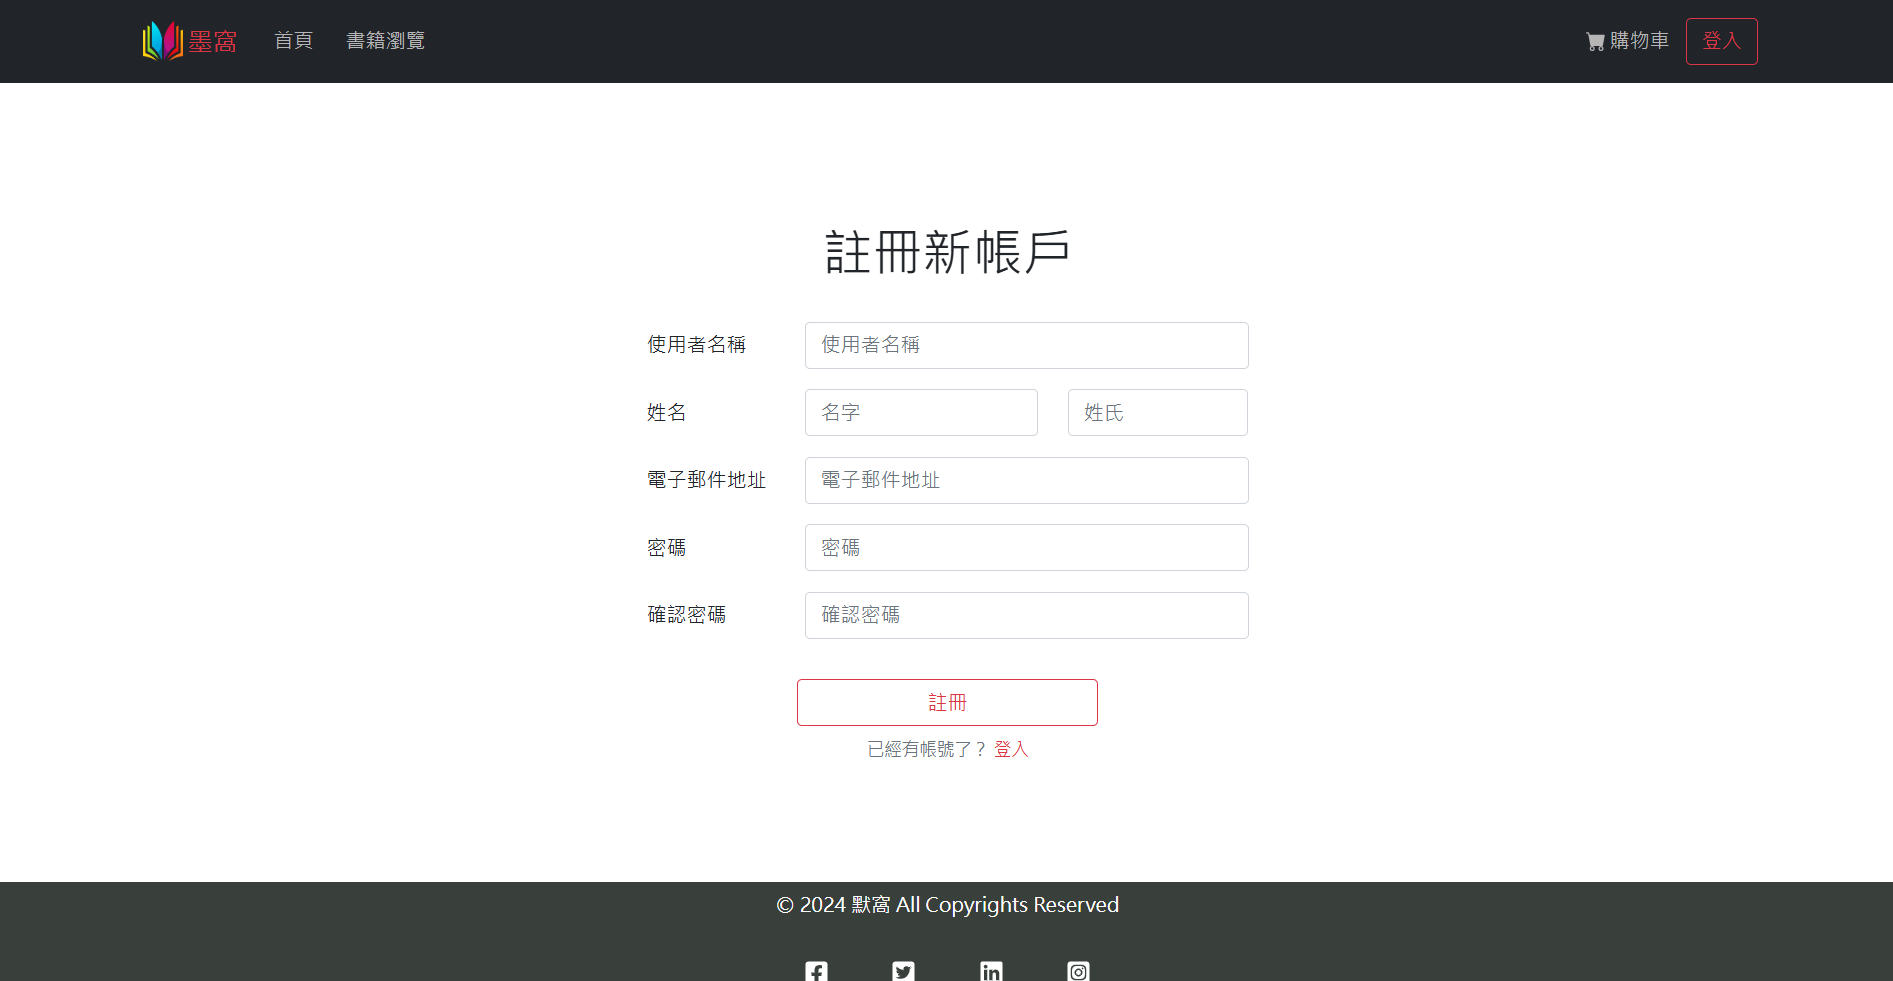 墨窩 首頁 書籍瀏覽 購物車 登入
註冊新帳戶
使用者名稱 使用者名稱
姓名 名字 姓氏
電子郵件地址 電子郵件地址
密碼 密碼
確認密碼 確認密碼
註冊
已經有帳號了？ 登入
© 2024 默窩 All Copyrights Reserved